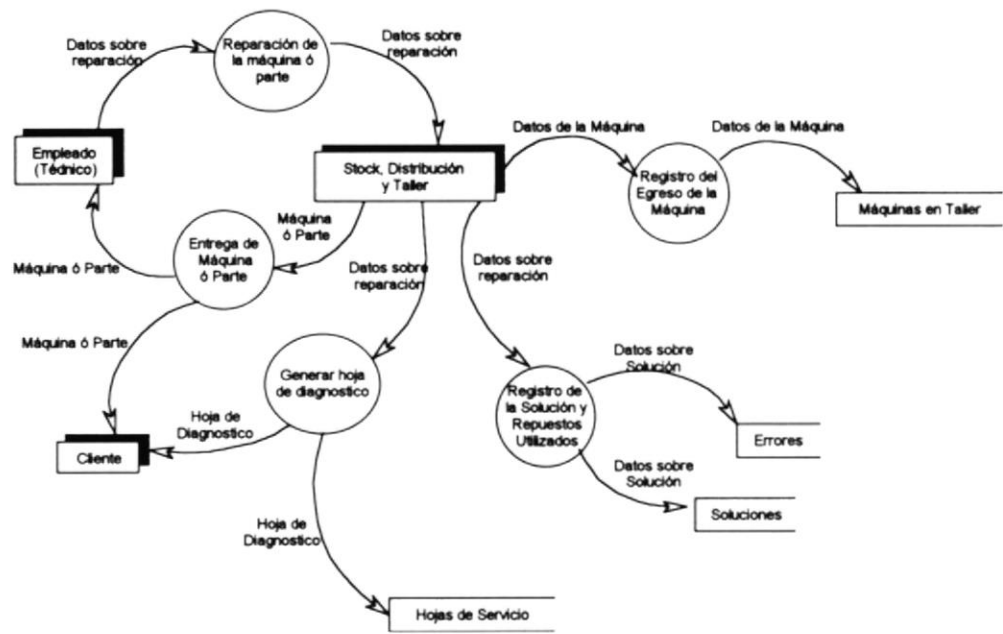 Datos sobre
reparación
Reparación de
la máquina ó
parte
Datos sobre
reparación
Empleado
(Tédnico)
Stock, Distribución
y Taller
Datos de la Máquina
Registro del
Egreso de la
Máquina
Datos de la Máquina
Máquinas en Taller
Máquina ó Parte
Entrega de
Máquina
ó Parte
Máquina
ó Parte
Datos sobre
reparación
Datos sobre
reparación
Máquina ó Parte
Generar hoja
de diagnostico
Hoja de
Diagnostico
Cliente
Registro de
la Solución y
Repuestos
Utilizados
Datos sobre
Solución
Errores
Datos sobre
Solución
Soluciones
Hoja de
Diagnostico
Hojas de Servicio